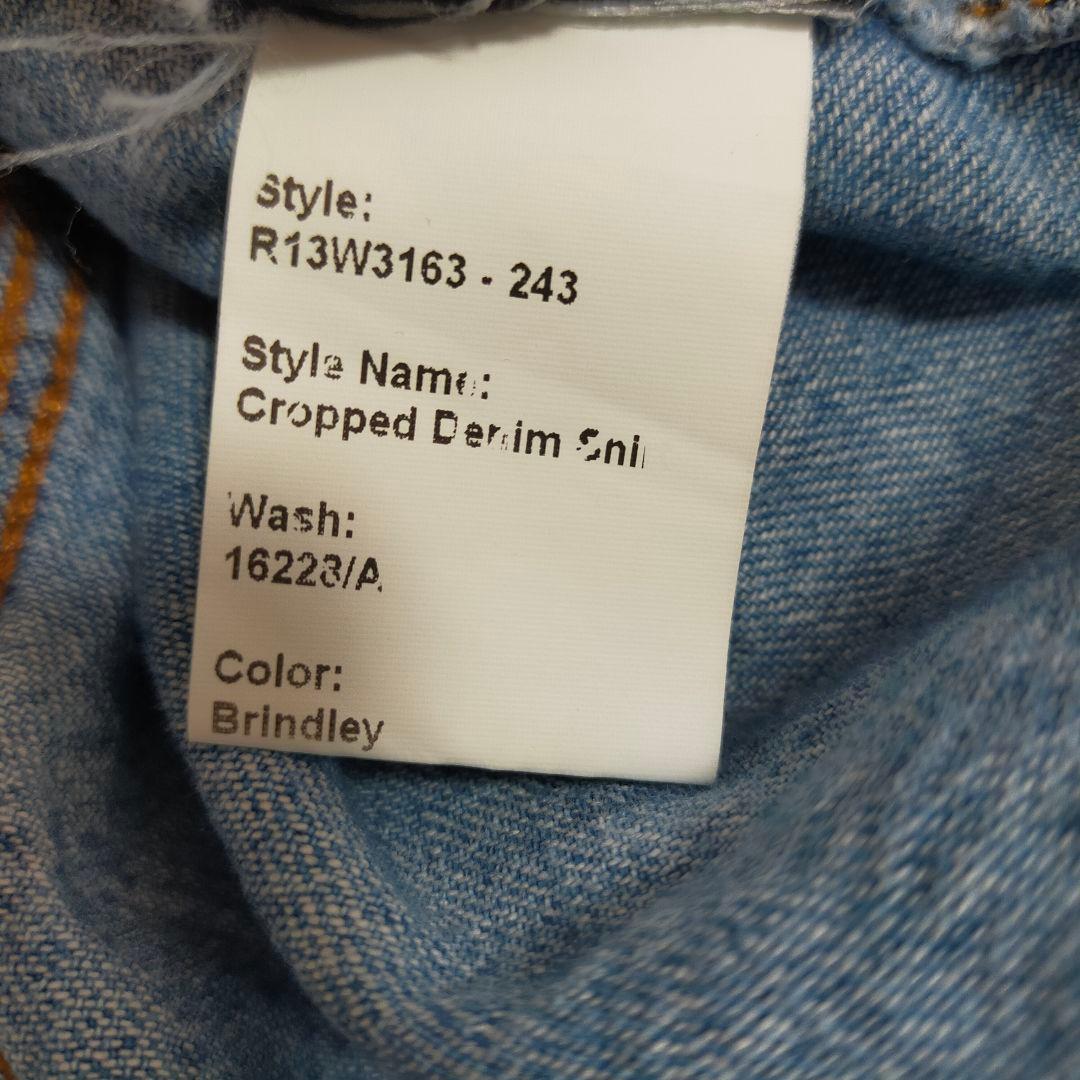 Style:
R13W3163 - 243
Style Name:
Cropped Denim
Wash:
16223/A
Color:
Brindley